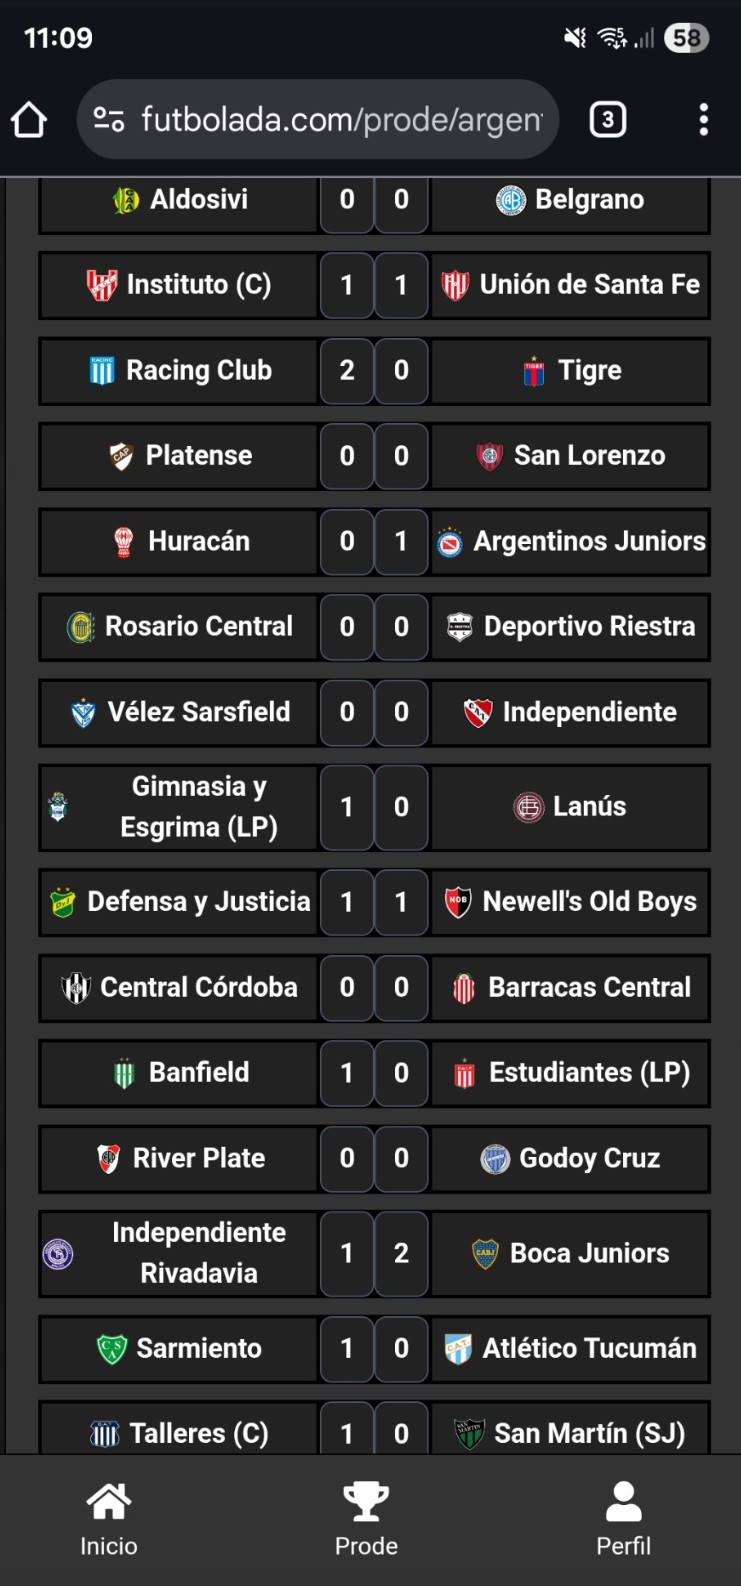 11:09
5
58
futbolada.com/prode/argen
3
Aldosivi 0 0 Belgrano
Instituto (C) 1 1 Unión de Santa Fe
Racing Club 2 0 Tigre
Platense 0 0 San Lorenzo
Huracán 0 1 Argentinos Juniors
Rosario Central 0 0 Deportivo Riestra
Vélez Sarsfield 0 0 Independiente
Gimnasia y
Esgrima (LP) 1 0 Lanús
Defensa y Justicia 1 1 Newell's Old Boys
Central Córdoba 0 0 Barracas Central
Banfield 1 0 Estudiantes (LP)
River Plate 0 0 Godoy Cruz
Independiente
Rivadavia 1 2 Boca Juniors
Sarmiento 1 0 Atlético Tucumán
Talleres (C) 1 0 San Martín (SJ)
Inicio Prode Perfil